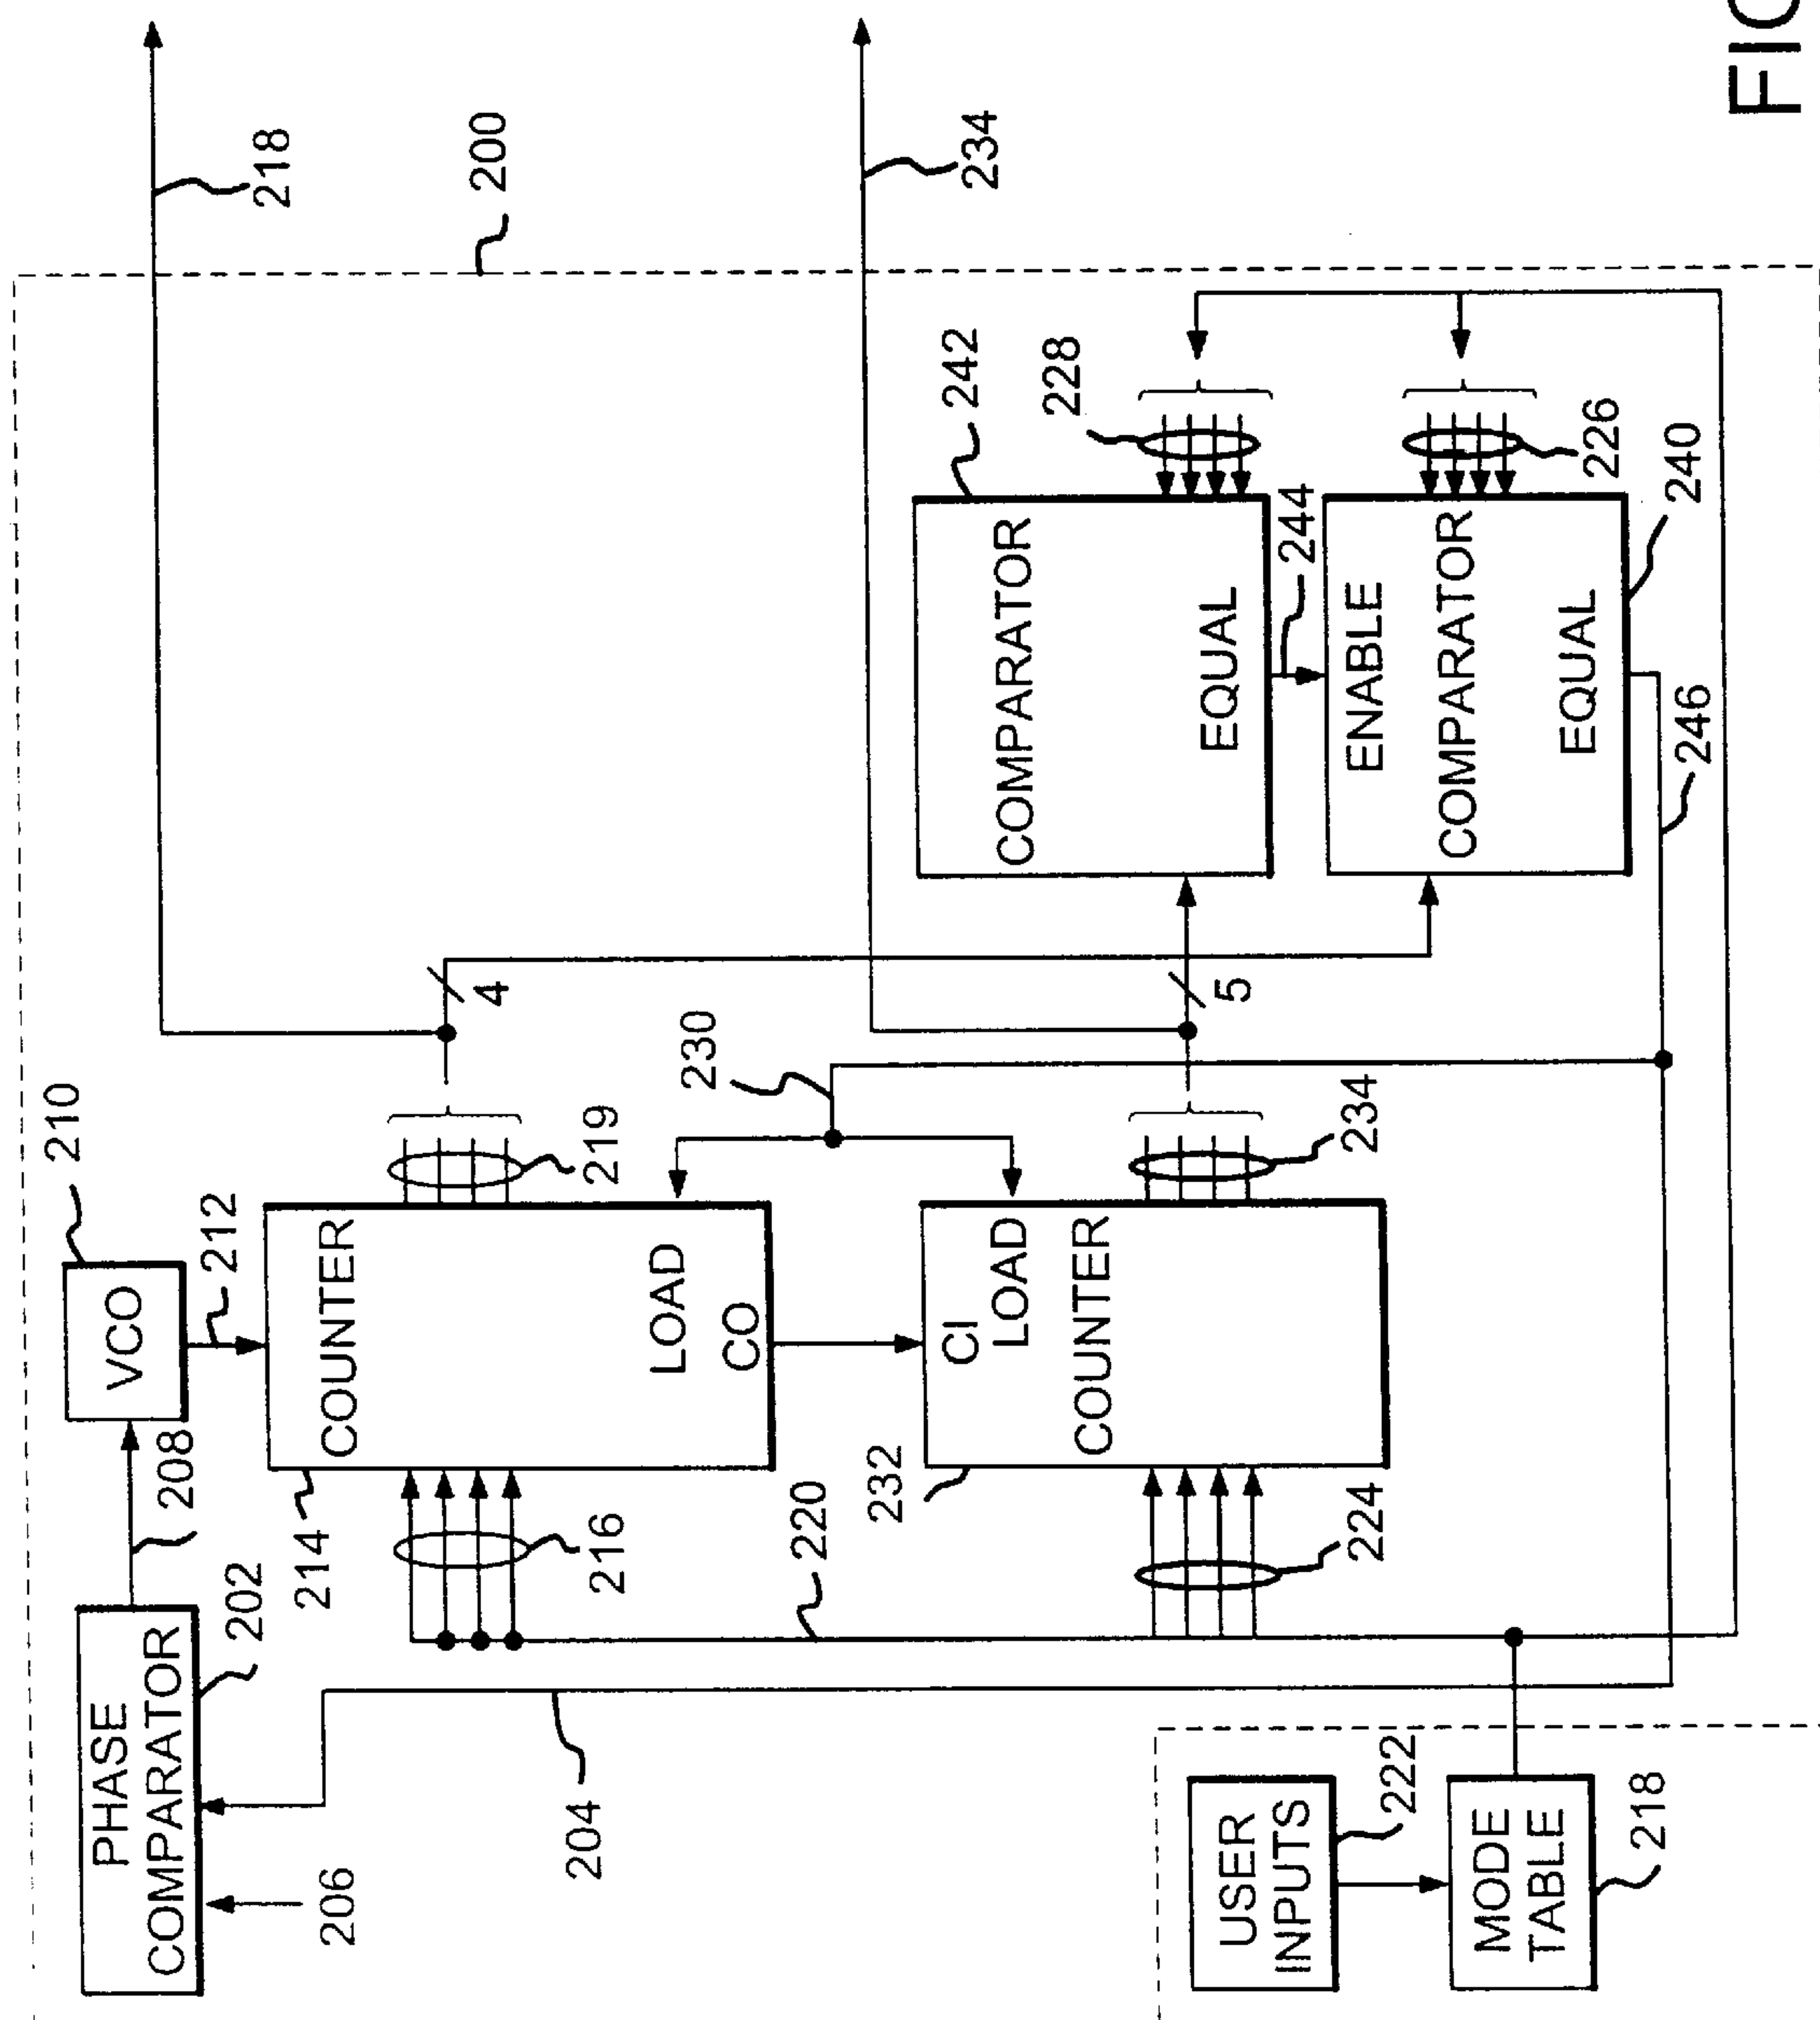 PHASE
COMPARATOR
202
206
204
208
VCO
210
212
COUNTER
LOAD
CO
214
216
219
4
218
200
220
230
CI
LOAD
COUNTER
232
224
234
5
234
COMPARATOR
EQUAL
242
228
244
ENABLE
COMPARATOR
EQUAL
226
240
246
USER
INPUTS
222
MODE
TABLE
218